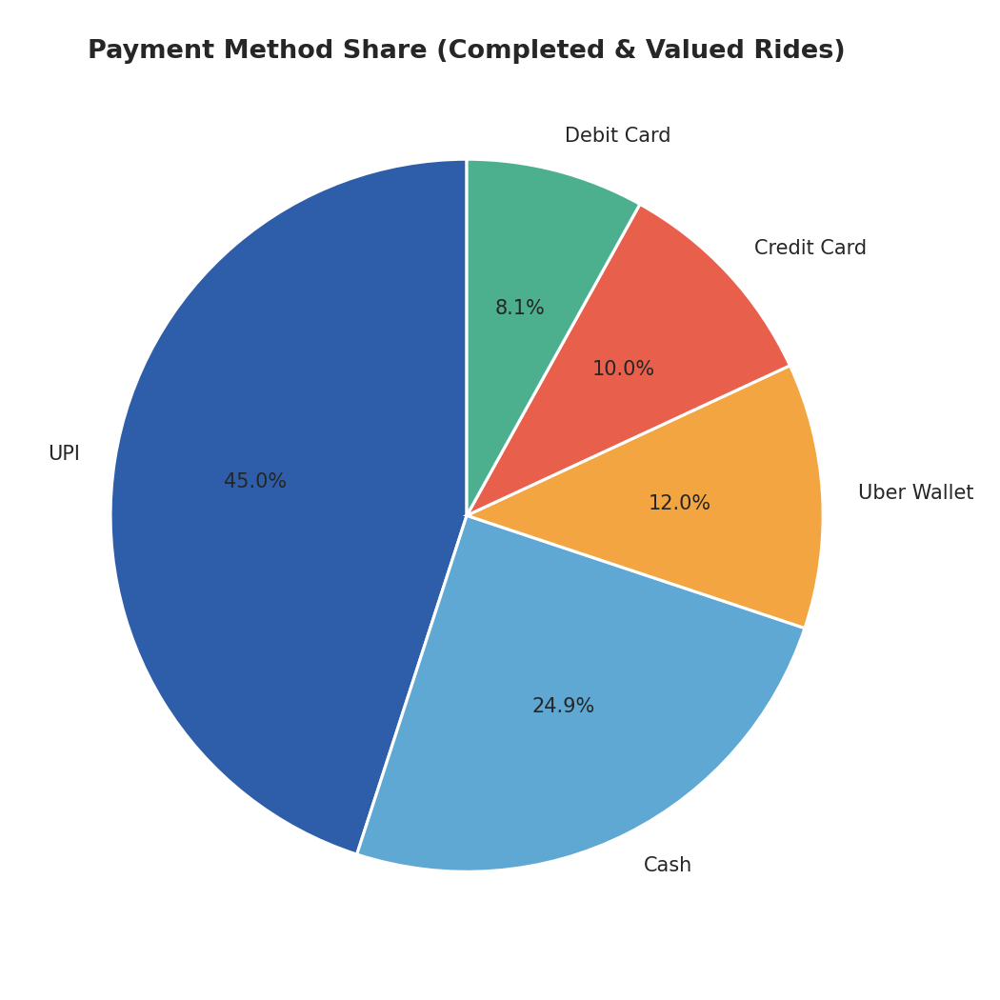 Payment Method Share (Completed & Valued Rides)
Debit Card
Credit Card
8.1%
10.0%
UPI
45.0%
12.0%
Uber Wallet
24.9%
Cash